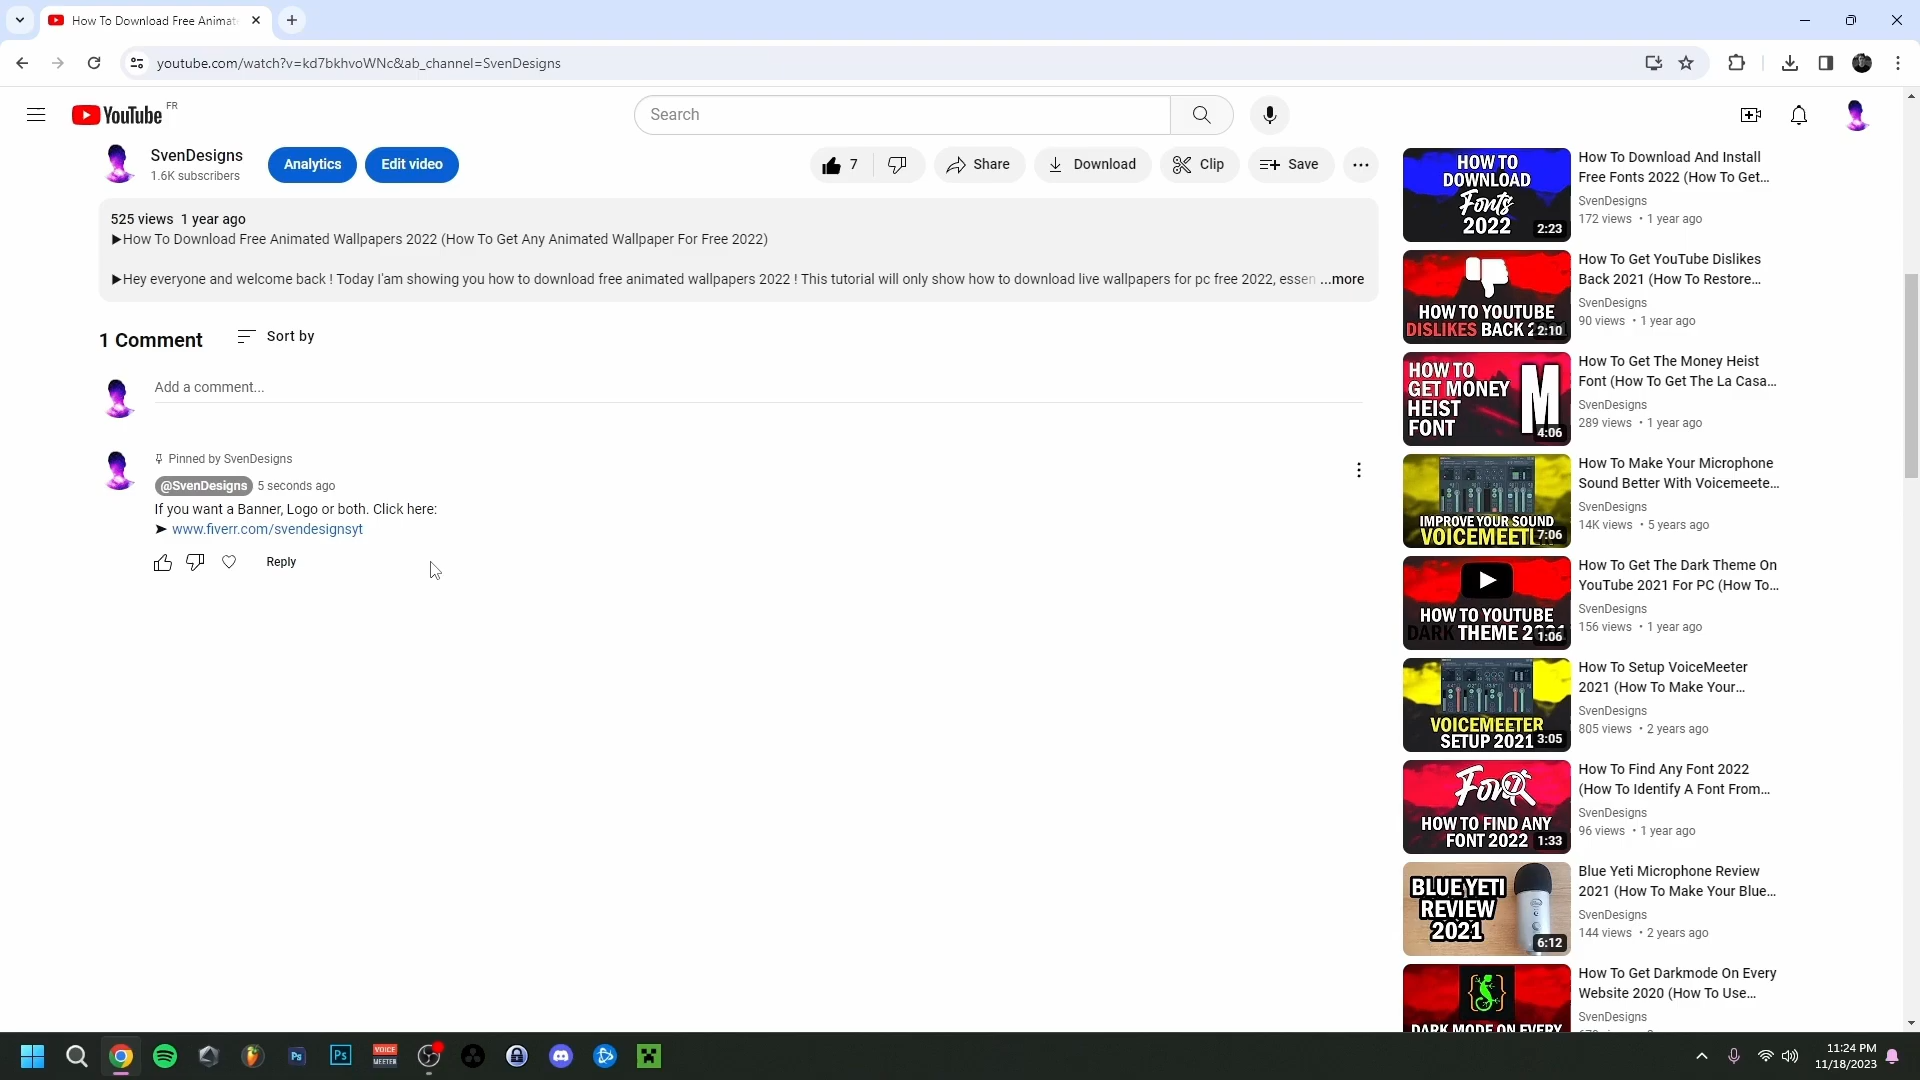 How To Download Free Animat
youtube.com/watch?v=kd7bkhvoWNc&ab_channel=SvenDesigns
YouTube FR
Search
SvenDesigns
1.6K subscribers
Analytics
Edit video
7
Share
Download
Clip
Save
525 views 1 year ago
▶How To Download Free Animated Wallpapers 2022 (How To Get Any Animated Wallpaper For Free 2022)
▶Hey everyone and welcome back ! Today I'am showing you how to download free animated wallpapers 2022 ! This tutorial will only show how to download live wallpapers for pc free 2022, essen ...more
1 Comment
Sort by
Add a comment...
Pinned by SvenDesigns
@SvenDesigns 5 seconds ago
If you want a Banner, Logo or both. Click here:
➤ www.fiverr.com/svendesignsyt
Reply
HOW TO
DOWNLOAD
Fonts
2022
2:23
How To Download And Install
Free Fonts 2022 (How To Get...
SvenDesigns
172 views • 1 year ago
HOW TO YOUTUBE
DISLIKES BACK 2
2:10
How To Get YouTube Dislikes
Back 2021 (How To Restore...
SvenDesigns
90 views • 1 year ago
HOW TO
GET MONEY
HEIST
FONT
M
4:06
How To Get The Money Heist
Font (How To Get The La Casa...
SvenDesigns
289 views • 1 year ago
IMPROVE YOUR SOUND
VOICEMEETE
7:06
How To Make Your Microphone
Sound Better With Voicemeete...
SvenDesigns
14K views • 5 years ago
HOW TO YOUTUBE
DARK THEME 2021
1:06
How To Get The Dark Theme On
YouTube 2021 For PC (How To...
SvenDesigns
156 views • 1 year ago
VOICEMEETER
SETUP 2021
3:05
How To Setup VoiceMeeter
2021 (How To Make Your...
SvenDesigns
805 views • 2 years ago
Font
HOW TO FIND ANY
FONT 2022
1:33
How To Find Any Font 2022
(How To Identify A Font From...
SvenDesigns
96 views • 1 year ago
BLUE YETI
REVIEW
2021
6:12
Blue Yeti Microphone Review
2021 (How To Make Your Blue...
SvenDesigns
144 views • 2 years ago
DARK MODE ON EVERY
How To Get Darkmode On Every
Website 2020 (How To Use...
SvenDesigns
Ps
Ps
VOICE
MEETER
11:24 PM
11/18/2023